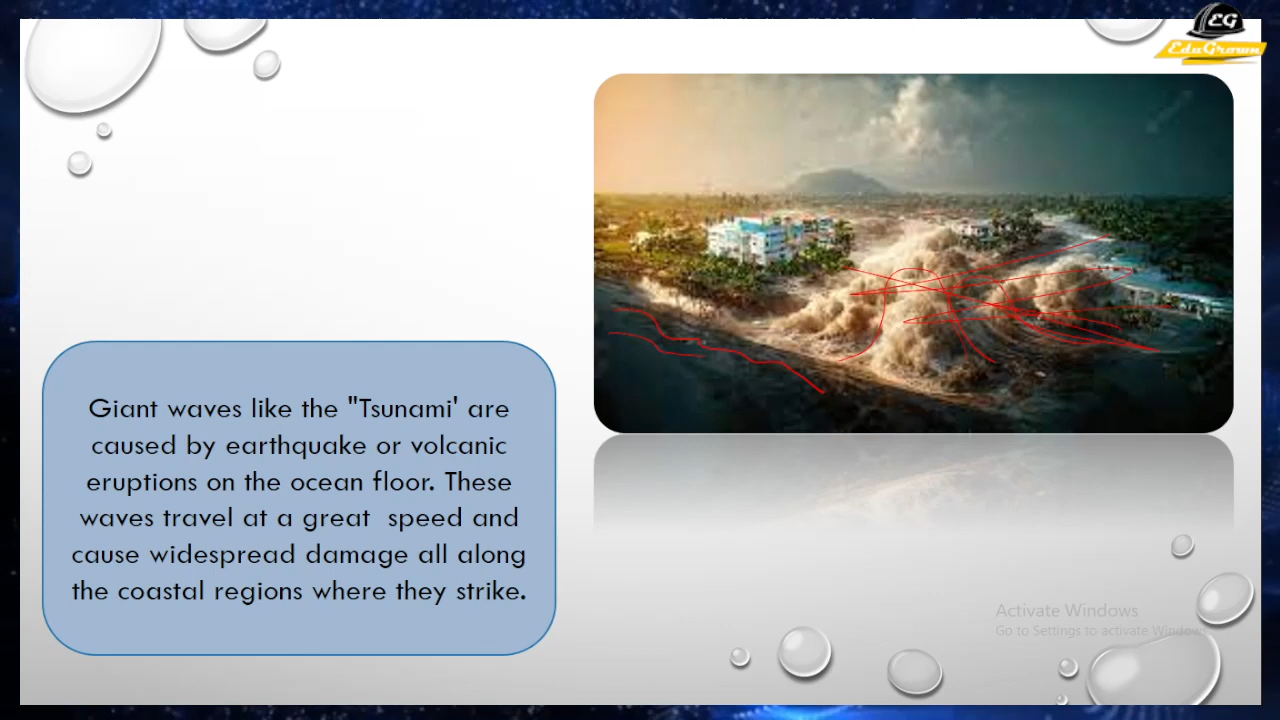 EG
EduGrown
Giant waves like the "Tsunami' are
caused by earthquake or volcanic
eruptions on the ocean floor. These
waves travel at a great speed and
cause widespread damage all along
the coastal regions where they strike.
Activate Windows
Go to Settings to activate Windows.